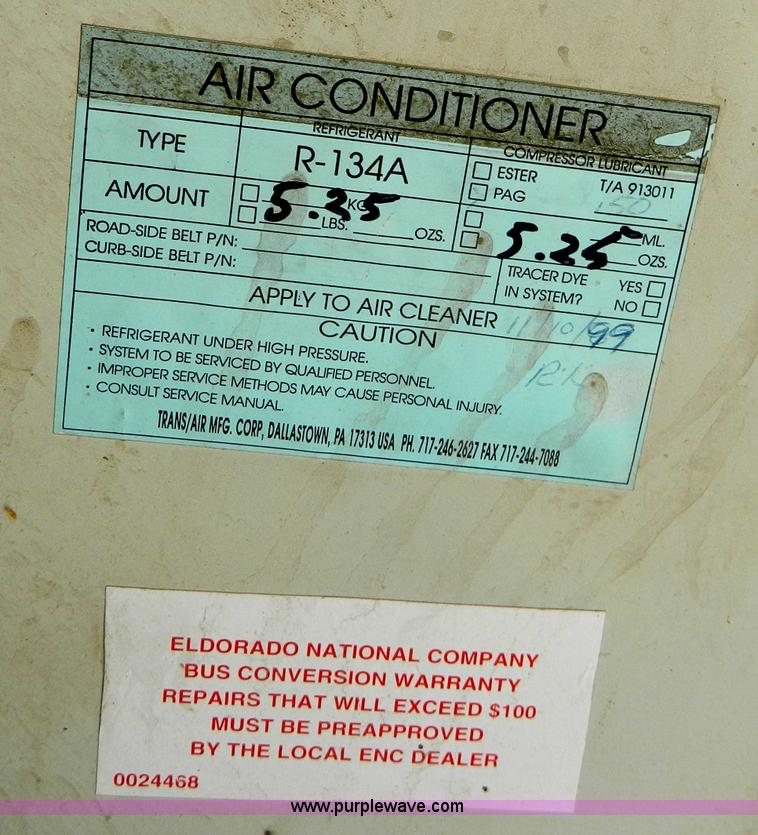 AIR CONDITIONER
TYPE
REFRIGERANT
R-134A
COMPRESSOR LUBRICANT
ESTER
PAG
T/A 913011
.50
AMOUNT
KG
5.25
LBS. OZS.
ML.
5.25
OZS.
ROAD-SIDE BELT P/N:
CURB-SIDE BELT P/N:
TRACER DYE
IN SYSTEM?
YES
NO
APPLY TO AIR CLEANER
11/10/99
CAUTION
· REFRIGERANT UNDER HIGH PRESSURE.
· SYSTEM TO BE SERVICED BY QUALIFIED PERSONNEL.
· IMPROPER SERVICE METHODS MAY CAUSE PERSONAL INJURY.
· CONSULT SERVICE MANUAL.
TRANS/AIR MFG. CORP, DALLASTOWN, PA 17313 USA PH. 717-246-2627 FAX 717-244-7088
ELDORADO NATIONAL COMPANY
BUS CONVERSION WARRANTY
REPAIRS THAT WILL EXCEED $100
MUST BE PREAPPROVED
BY THE LOCAL ENC DEALER
0024468
www.purplewave.com